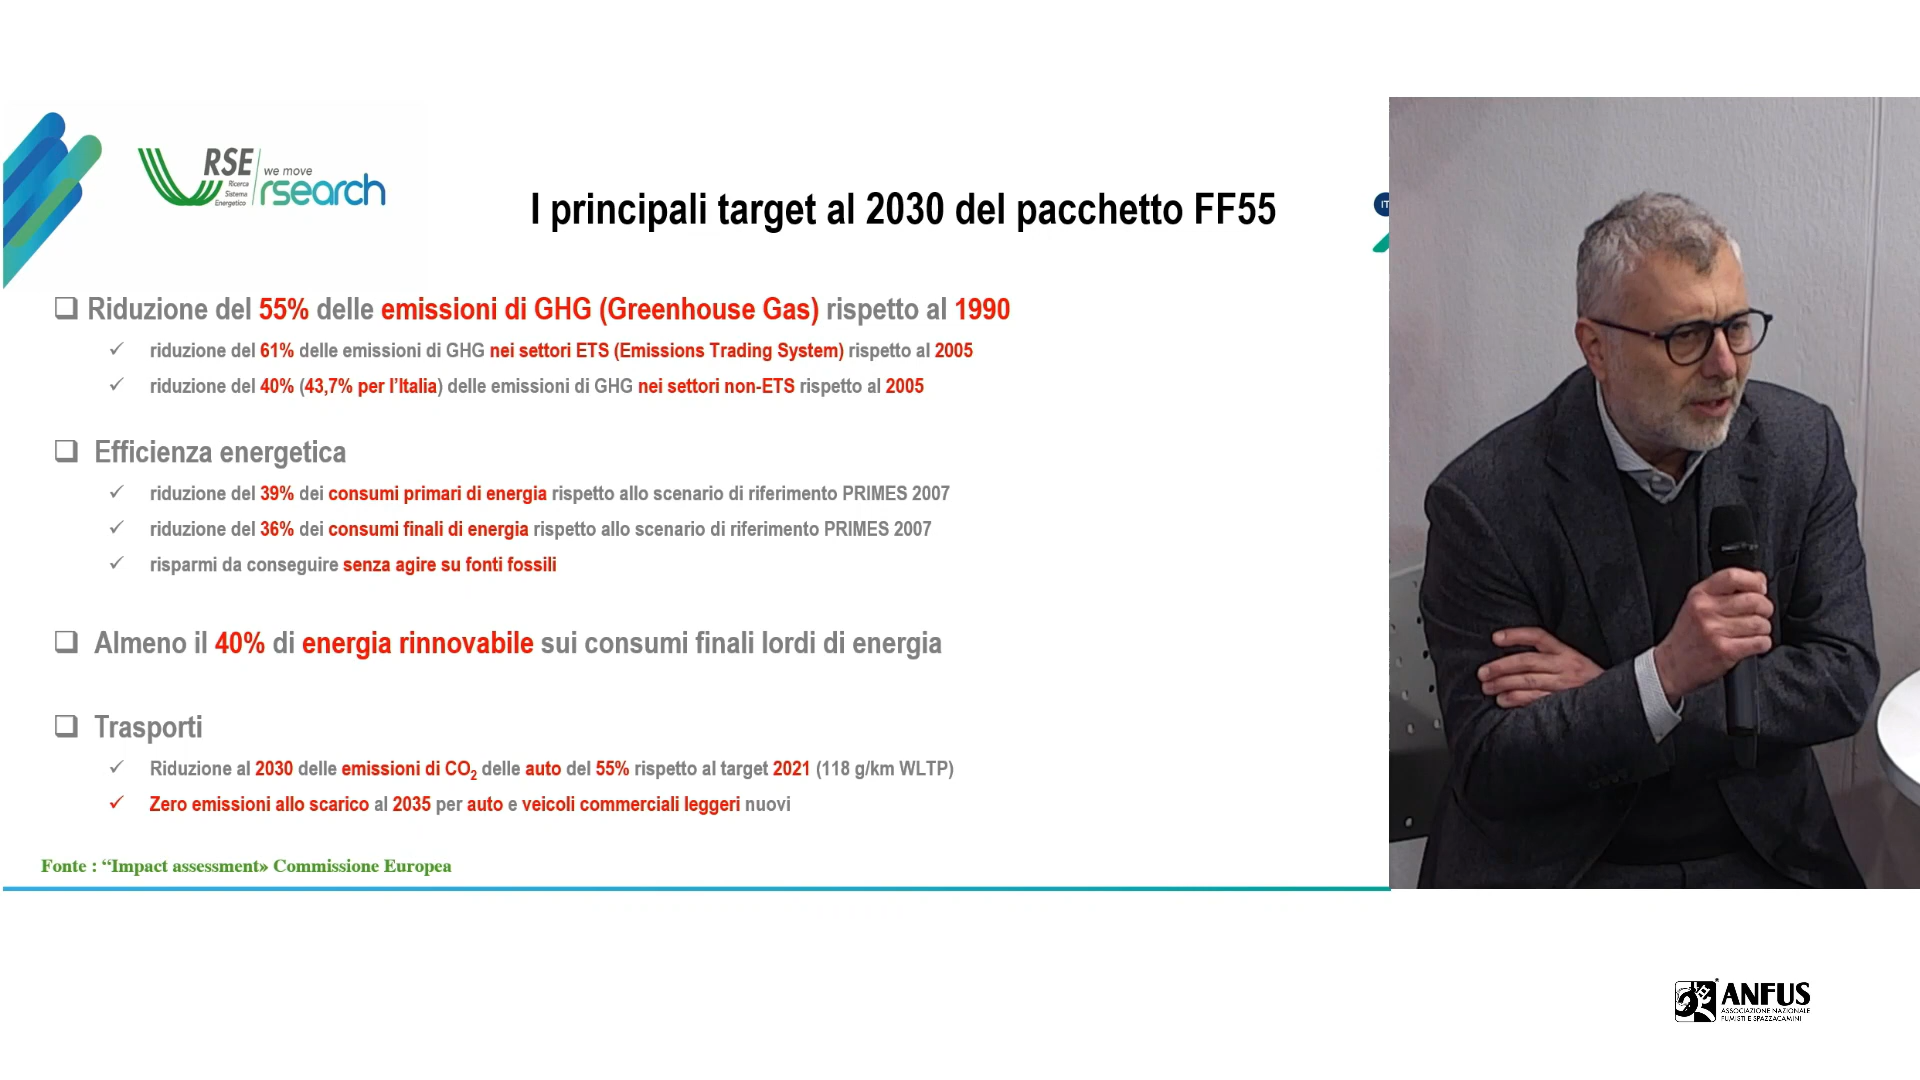 RSE
Ricerca
Sistema
Energetico
we move
rsearch
I principali target al 2030 del pacchetto FF55
IT
Riduzione del 55% delle emissioni di GHG (Greenhouse Gas) rispetto al 1990
riduzione del 61% delle emissioni di GHG nei settori ETS (Emissions Trading System) rispetto al 2005
riduzione del 40% (43,7% per l’Italia) delle emissioni di GHG nei settori non-ETS rispetto al 2005
Efficienza energetica
riduzione del 39% dei consumi primari di energia rispetto allo scenario di riferimento PRIMES 2007
riduzione del 36% dei consumi finali di energia rispetto allo scenario di riferimento PRIMES 2007
risparmi da conseguire senza agire su fonti fossili
Almeno il 40% di energia rinnovabile sui consumi finali lordi di energia
Trasporti
Riduzione al 2030 delle emissioni di CO₂ delle auto del 55% rispetto al target 2021 (118 g/km WLTP)
Zero emissioni allo scarico al 2035 per auto e veicoli commerciali leggeri nuovi
Fonte : “Impact assessment» Commissione Europea
ANFUS
ASSOCIAZIONE NAZIONALE
FUMISTI E SPAZZACAMINI